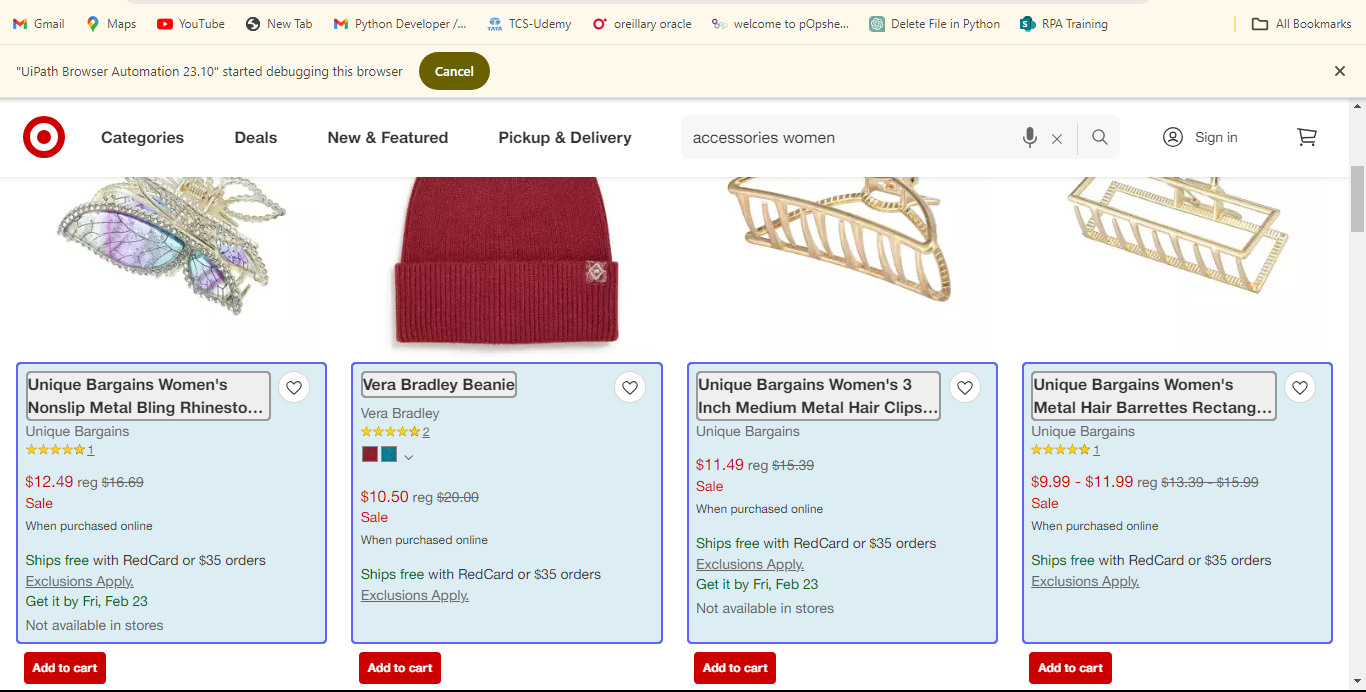 Gmail
Maps
YouTube
New Tab
Python Developer /...
TCS-Udemy
oreillary oracle
welcome to pOpshe...
Delete File in Python
RPA Training
All Bookmarks
"UiPath Browser Automation 23.10" started debugging this browser
Cancel
Categories
Deals
New & Featured
Pickup & Delivery
accessories women
Sign in
Unique Bargains Women's
Nonslip Metal Bling Rhinesto...
Unique Bargains
1
$12.49 reg $16.69
Sale
When purchased online
Ships free with RedCard or $35 orders
Exclusions Apply.
Get it by Fri, Feb 23
Not available in stores
Add to cart
Vera Bradley Beanie
Vera Bradley
2
$10.50 reg $20.00
Sale
When purchased online
Ships free with RedCard or $35 orders
Exclusions Apply.
Add to cart
Unique Bargains Women's 3
Inch Medium Metal Hair Clips...
Unique Bargains
$11.49 reg $15.39
Sale
When purchased online
Ships free with RedCard or $35 orders
Exclusions Apply.
Get it by Fri, Feb 23
Not available in stores
Add to cart
Unique Bargains Women's
Metal Hair Barrettes Rectang...
Unique Bargains
1
$9.99 - $11.99 reg $13.39 - $15.99
Sale
When purchased online
Ships free with RedCard or $35 orders
Exclusions Apply.
Add to cart